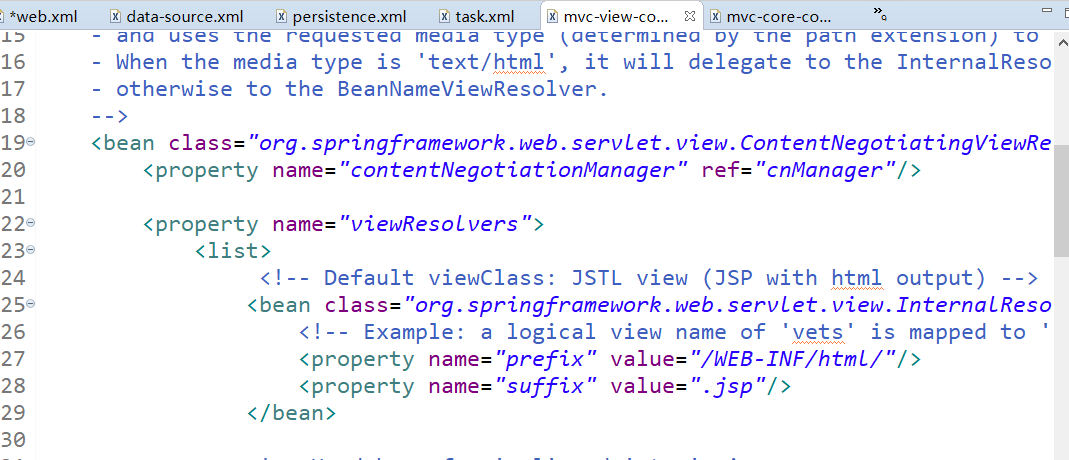 *web.xml data-source.xml persistence.xml task.xml mvc-view-co... mvc-core-co...
15 - and uses the requested media type (determined by the path extension) to
16 - When the media type is 'text/html', it will delegate to the InternalReso
17 - otherwise to the BeanNameViewResolver.
18 -->
19 <bean class="org.springframework.web.servlet.view.ContentNegotiatingViewRe
20 <property name="contentNegotiationManager" ref="cnManager"/>
21
22 <property name="viewResolvers">
23 <list>
24 <!-- Default viewClass: JSTL view (JSP with html output) -->
25 <bean class="org.springframework.web.servlet.view.InternalReso
26 <!-- Example: a logical view name of 'vets' is mapped to '
27 <property name="prefix" value="/WEB-INF/html/"/>
28 <property name="suffix" value=".jsp"/>
29 </bean>
30